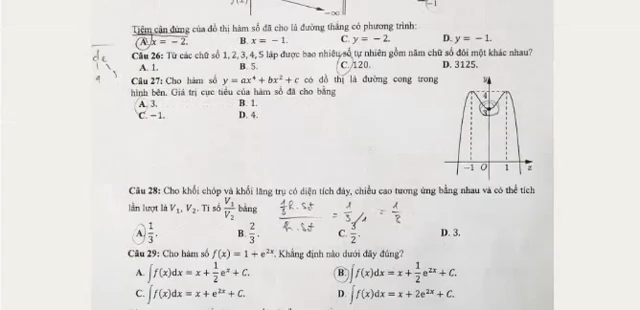 −∞
Tiệm cận đứng của đồ thị hàm số đã cho là đường thẳng có phương trình:
A. x = − 2. B. x = − 1. C. y = − 2. D. y = − 1.
Câu 26: Từ các chữ số 1, 2, 3, 4, 5 lập được bao nhiêu số tự nhiên gồm năm chữ số đôi một khác nhau?
A. 1. B. 5. C. 120. D. 3125.
Câu 27: Cho hàm số y = ax⁴ + bx² + c có đồ thị là đường cong trong
hình bên. Giá trị cực tiểu của hàm số đã cho bằng
A. 3. B. 1.
C. −1. D. 4.
y
4
3
−1 O 1 x
Câu 28: Cho khối chóp và khối lăng trụ có diện tích đáy, chiều cao tương ứng bằng nhau và có thể tích
lần lượt là V₁, V₂. Tỉ số V₁/V₂ bằng
A. 1/3. B. 2/3. C. 3/2. D. 3.
Câu 29: Cho hàm số f(x) = 1 + e²ˣ. Khẳng định nào dưới đây đúng?
A. ∫f(x)dx = x + 1/2 eˣ + C. B. ∫f(x)dx = x + 1/2 e²ˣ + C.
C. ∫f(x)dx = x + e²ˣ + C. D. ∫f(x)dx = x + 2e²ˣ + C.